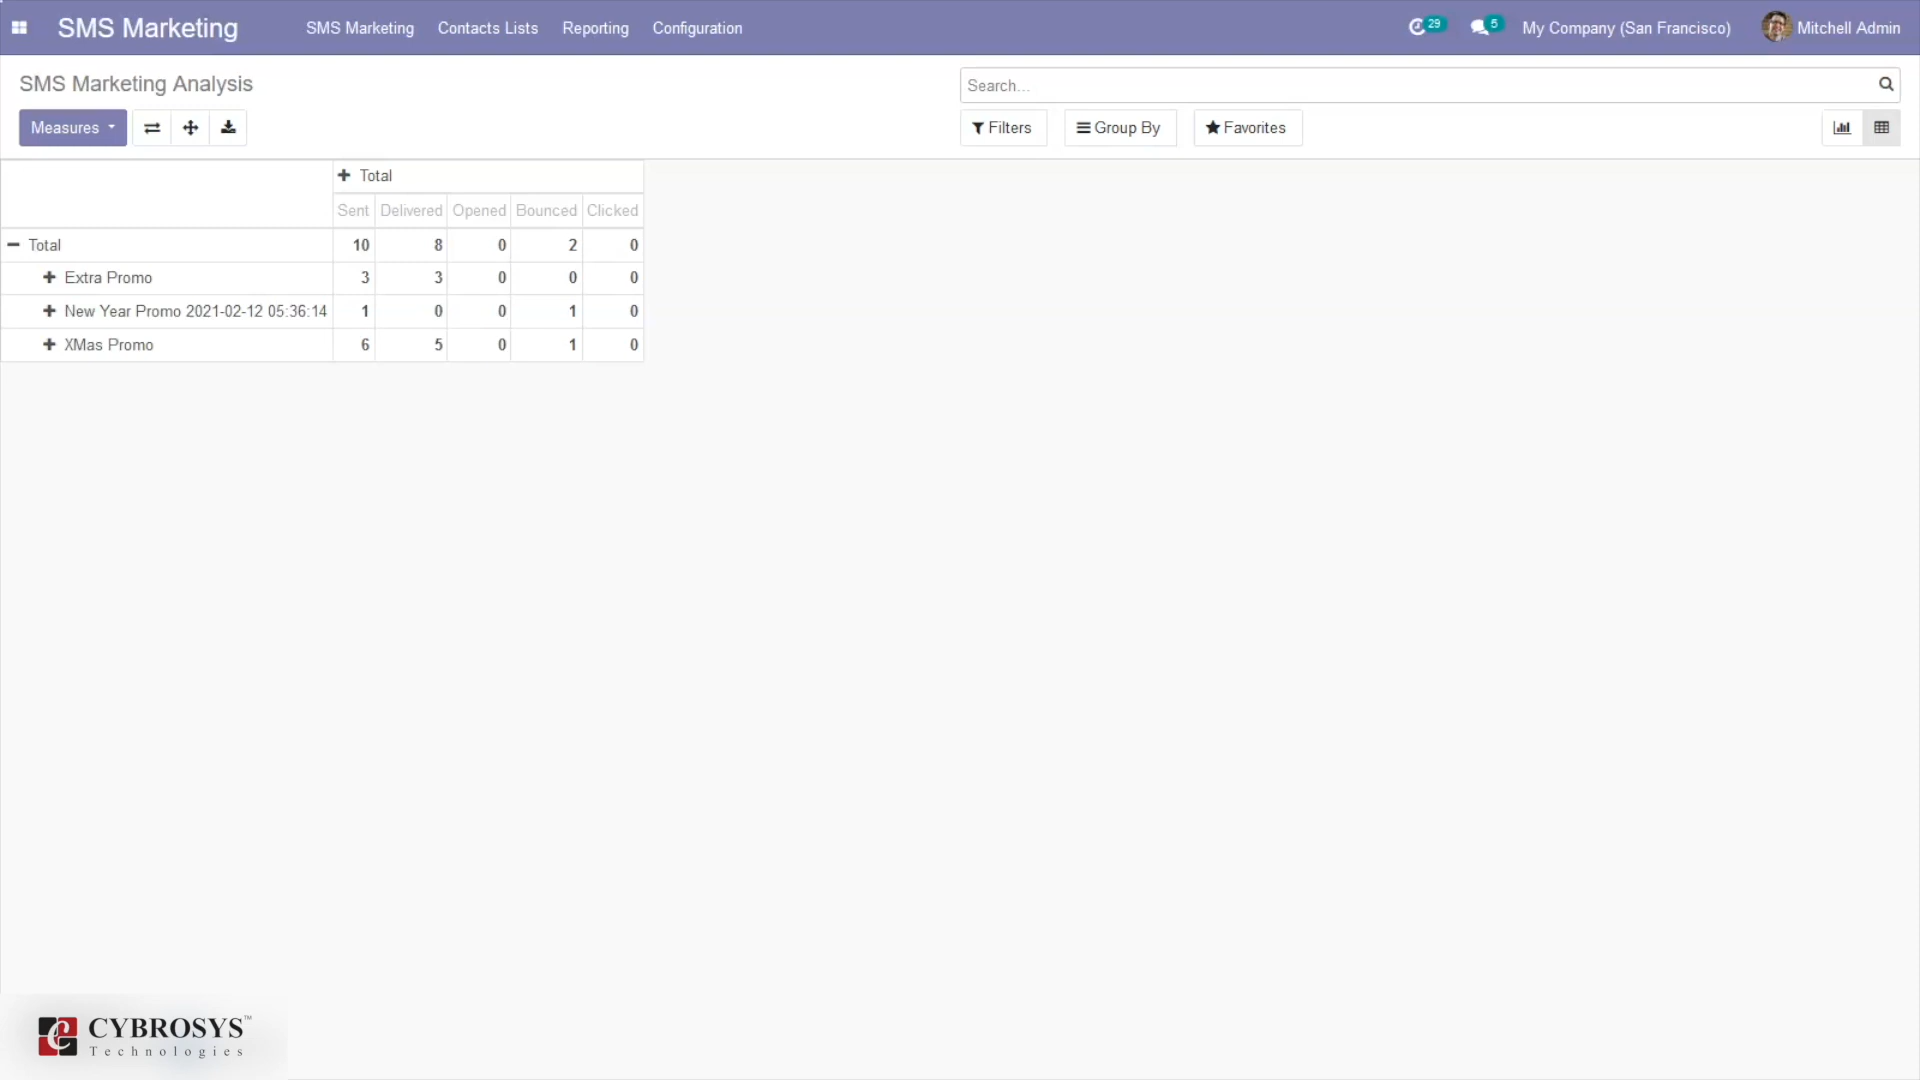 SMS Marketing SMS Marketing Contacts Lists Reporting Configuration 29 5 My Company (San Francisco) Mitchell Admin
SMS Marketing Analysis Search...
Measures Filters Group By Favorites
Total
Sent Delivered Opened Bounced Clicked
Total 10 8 0 2 0
Extra Promo 3 3 0 0 0
New Year Promo 2021-02-12 05:36:14 1 0 0 1 0
XMas Promo 6 5 0 1 0
CYBROSYS™
Technologies